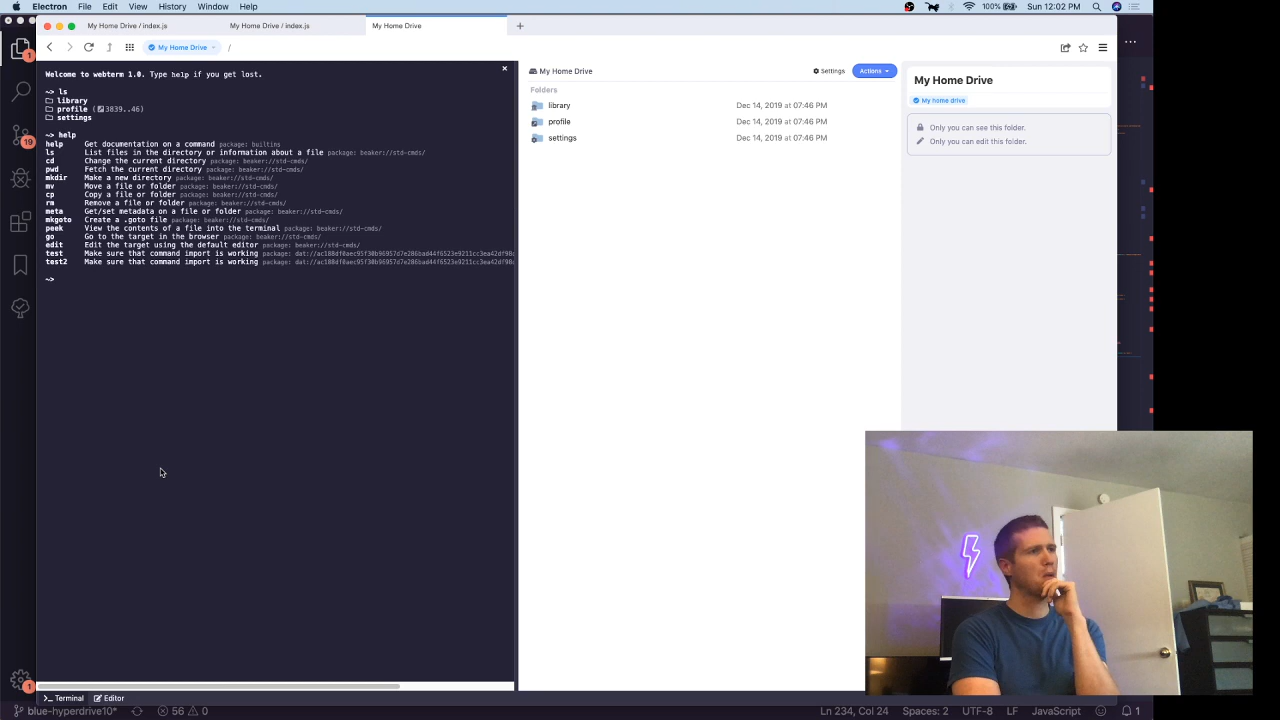 Electron File Edit View History Window Help
100% Sun 12:02 PM
My Home Drive / index.js
My Home Drive / index.js
My Home Drive
My Home Drive /
Welcome to webterm 1.0. Type help if you get lost.
~> ls
library
profile (3839..46)
settings
~> help
help Get documentation on a command package: builtins
ls List files in the directory or information about a file package: beaker://std-cmds/
cd Change the current directory package: beaker://std-cmds/
pwd Fetch the current directory package: beaker://std-cmds/
mkdir Make a new directory package: beaker://std-cmds/
mv Move a file or folder package: beaker://std-cmds/
cp Copy a file or folder package: beaker://std-cmds/
rm Remove a file or folder package: beaker://std-cmds/
meta Get/set metadata on a file or folder package: beaker://std-cmds/
mkgoto Create a .goto file package: beaker://std-cmds/
peek View the contents of a file into the terminal package: beaker://std-cmds/
go Go to the target in the browser package: beaker://std-cmds/
edit Edit the target using the default editor package: beaker://std-cmds/
test Make sure that command import is working package:
test2 Make sure that command import is working package:
~>
My Home Drive
Settings
Actions
Folders
library Dec 14, 2019 at 07:46 PM
profile Dec 14, 2019 at 07:46 PM
settings Dec 14, 2019 at 07:46 PM
My Home Drive
My home drive
Only you can see this folder.
Only you can edit this folder.
1
19
1
Terminal Editor
blue-hyperdrive10* 56 0
Ln 234, Col 24 Spaces: 2 UTF-8 LF JavaScript 1